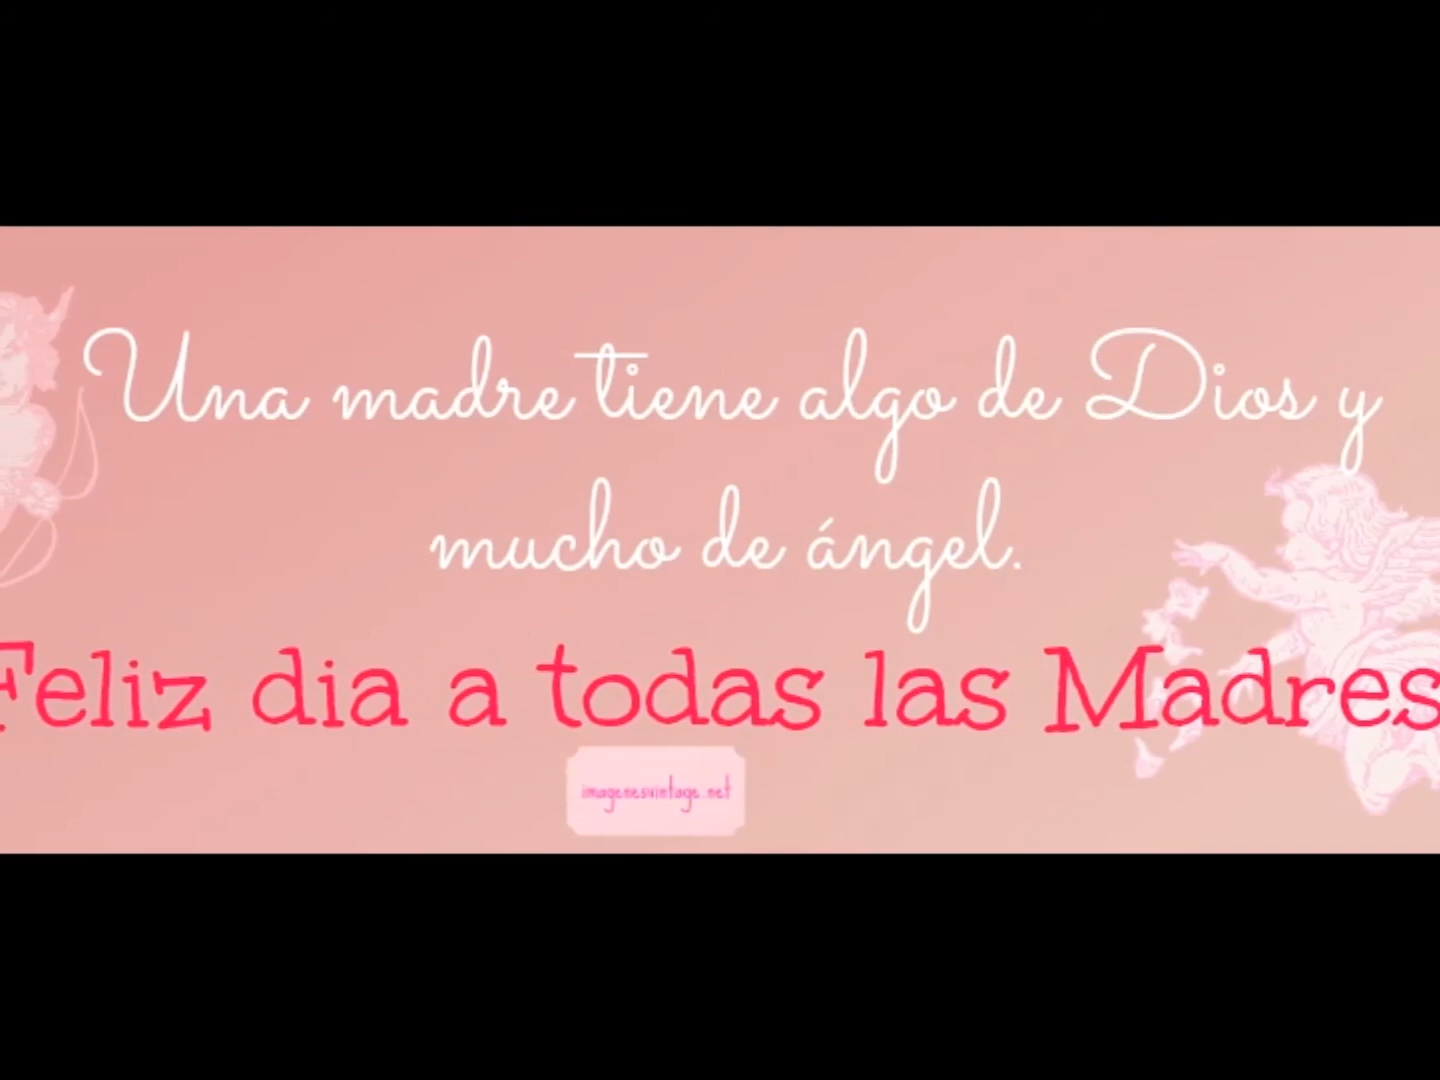 Una madre tiene algo de Dios y
mucho de ángel.
Feliz dia a todas las Madres
imagenesvintage.net